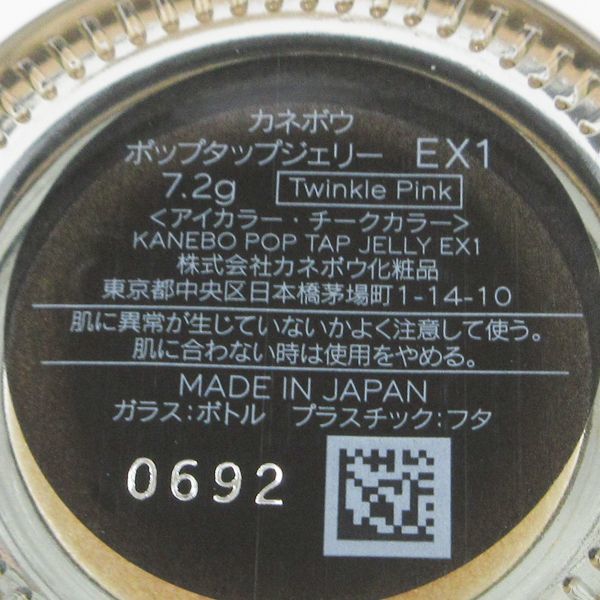 カネボウ
ポップタップジェリー EX1
7.2g Twinkle Pink
<アイカラー・チークカラー>
KANEBO POP TAP JELLY EX1
株式会社カネボウ化粧品
東京都中央区日本橋茅場町1-14-10
肌に異常が生じていないかよく注意して使う。
肌に合わない時は使用をやめる。
MADE IN JAPAN
ガラス:ボトル プラスチック:フタ
0692